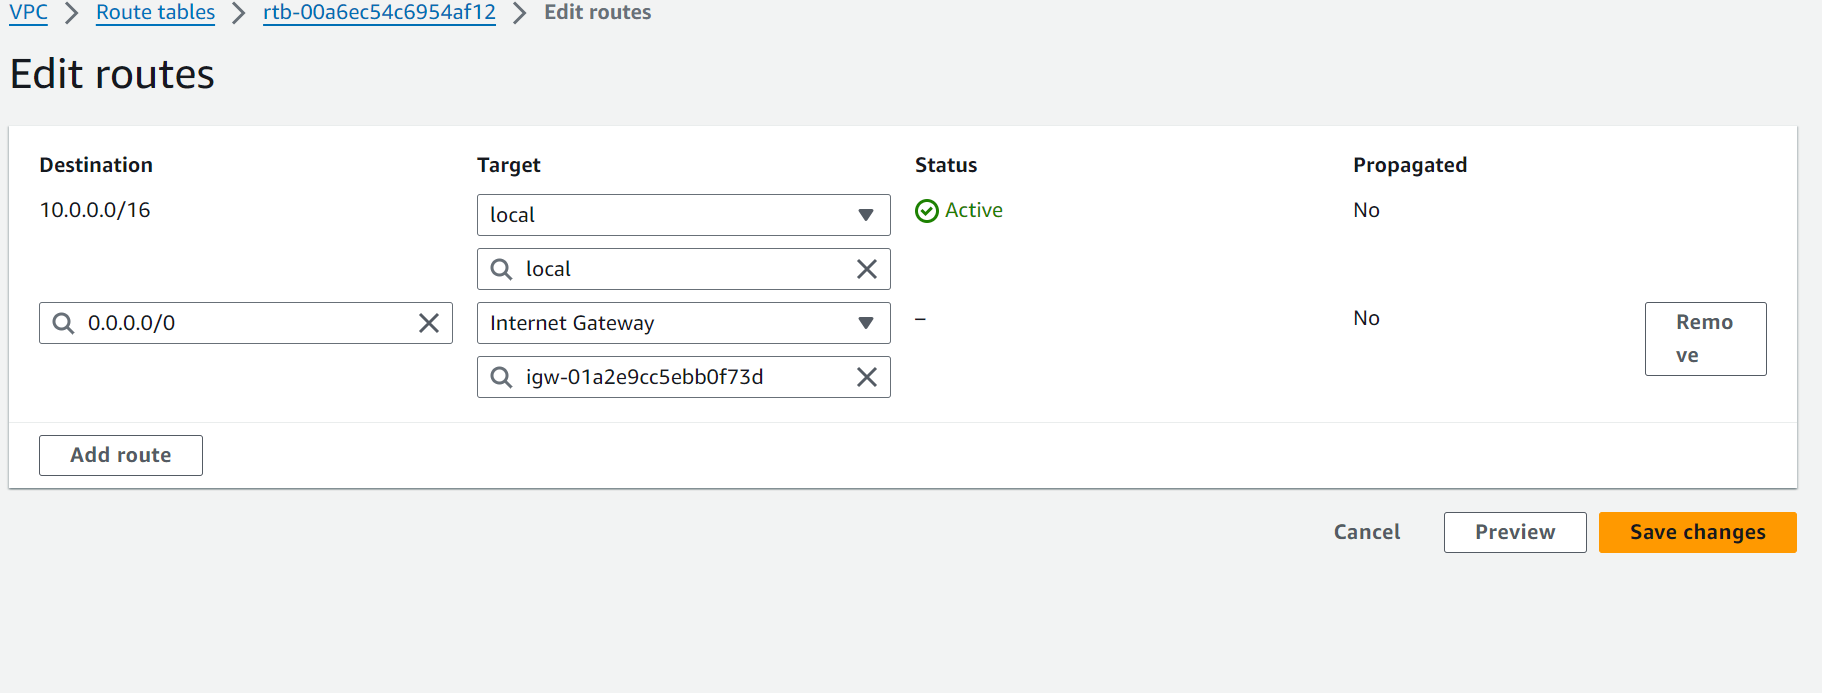 VPC > Route tables > rtb-00a6ec54c6954af12 > Edit routes
Edit routes
Destination Target Status Propagated
10.0.0.0/16 local Active No
local
0.0.0.0/0 Internet Gateway – No Remo
ve
igw-01a2e9cc5ebb0f73d
Add route
Cancel Preview Save changes